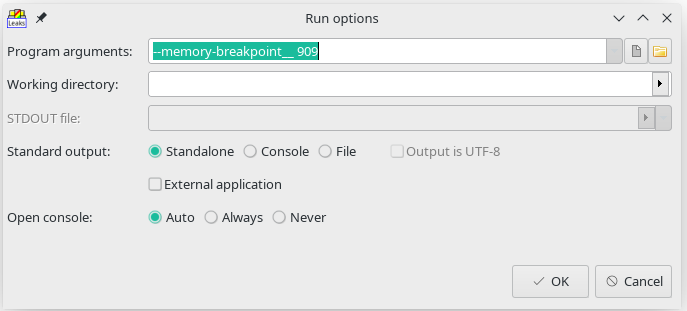 Leaks
Run options
Program arguments: --memory-breakpoint__ 909
Working directory:
STDOUT file:
Standard output: Standalone Console File Output is UTF-8
External application
Open console: Auto Always Never
OK Cancel